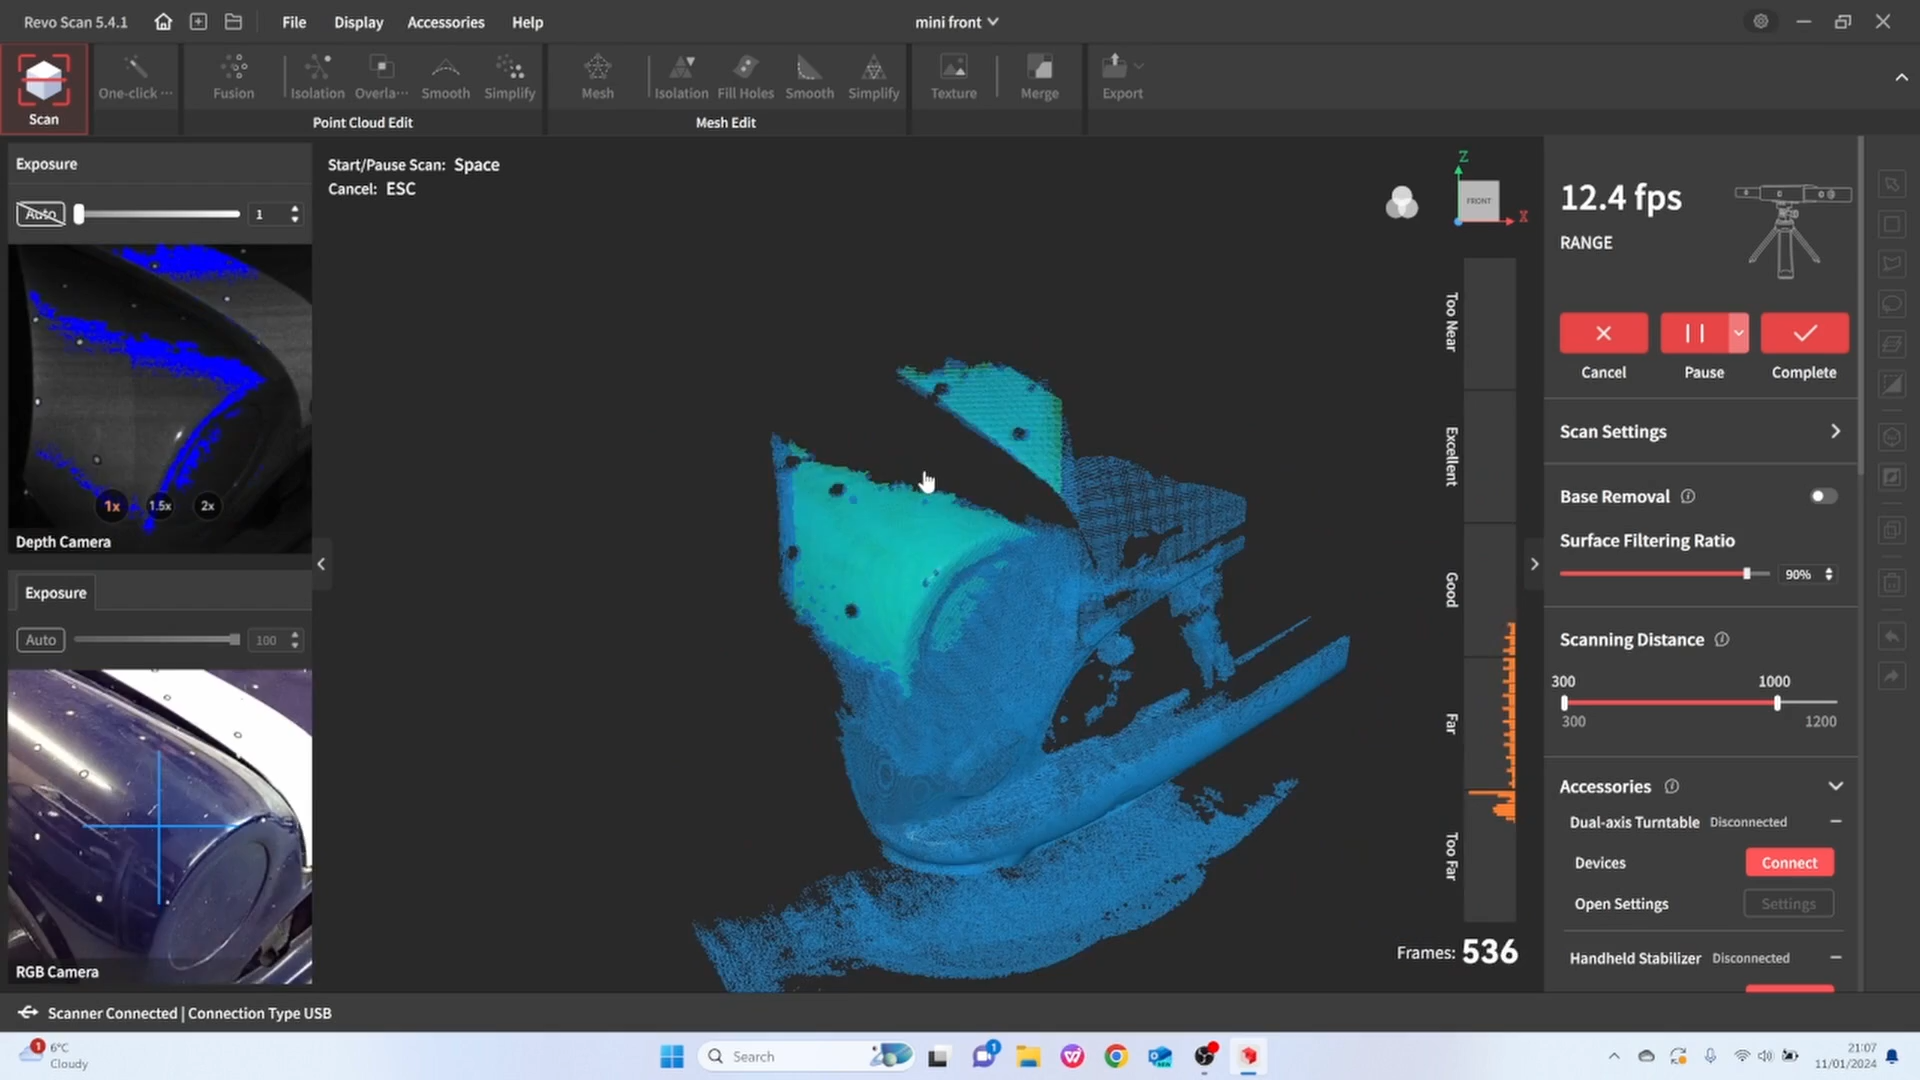 Revo Scan 5.4.1
File
Display
Accessories
Help
mini front
Scan
One-click ···
Fusion
Isolation
Overla···
Smooth
Simplify
Point Cloud Edit
Mesh
Isolation
Fill Holes
Smooth
Simplify
Mesh Edit
Texture
Merge
Export
Exposure
Auto
1
1x
1.5x
2x
Depth Camera
Exposure
Auto
100
RGB Camera
Start/Pause Scan: Space
Cancel: ESC
Z
FRONT
X
Too Near
Excellent
Good
Far
Too Far
Frames: 536
12.4 fps
RANGE
Cancel
Pause
Complete
Scan Settings
Base Removal
Surface Filtering Ratio
90%
Scanning Distance
300
1000
300
1200
Accessories
Dual-axis Turntable Disconnected
Devices
Connect
Open Settings
Settings
Handheld Stabilizer Disconnected
Scanner Connected | Connection Type USB
1
6°C
Cloudy
Search
1
NEW
21:07
11/01/2024